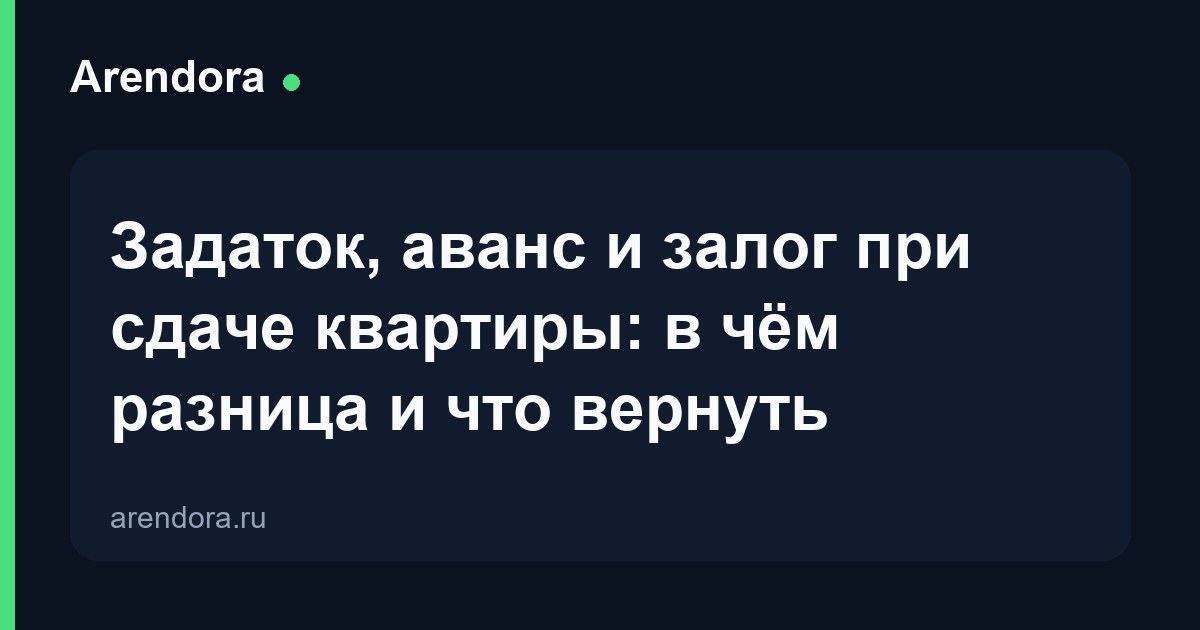 Arendora
Задаток, аванс и залог при
сдаче квартиры: в чём
разница и что вернуть
arendora.ru